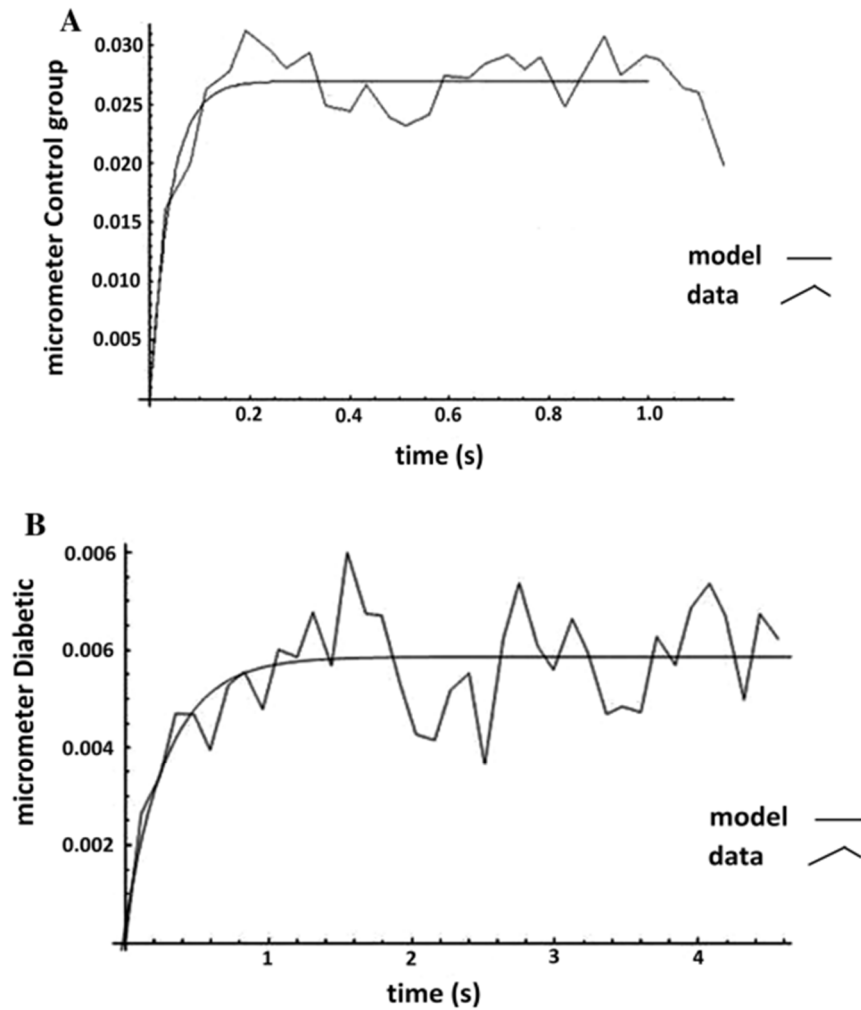 A
micrometer Control group
0.030
0.025
0.020
0.015
0.010
0.005
0.2 0.4 0.6 0.8 1.0
time (s)
model
data
B
micrometer Diabetic
0.006
0.006
0.004
0.002
1 2 3 4
time (s)
model
data